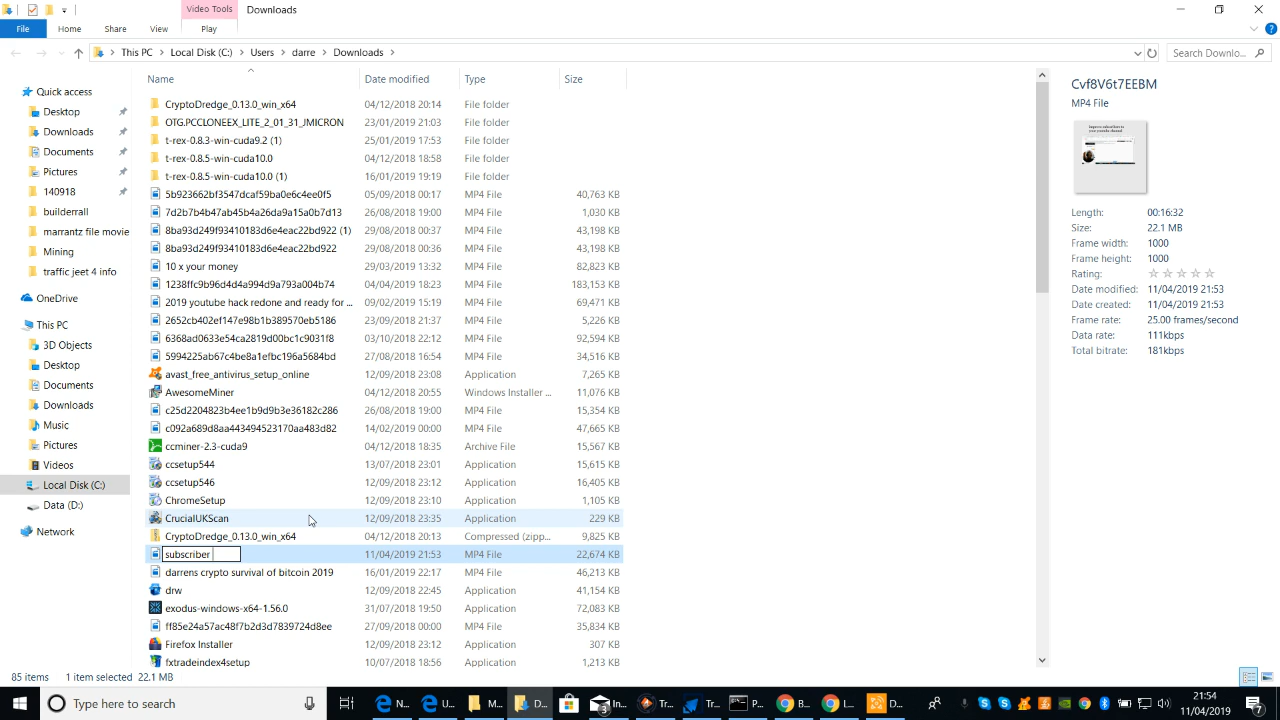 Video Tools
Downloads
File
Home
Share
View
Play
This PC
Local Disk (C:)
Users
darre
Downloads
Search Downlo...
Name
Date modified
Type
Size
Quick access
Desktop
Downloads
Documents
Pictures
140918
builderrall
marrantz file movie
Mining
traffic jeet 4 info
OneDrive
This PC
3D Objects
Desktop
Documents
Downloads
Music
Pictures
Videos
Local Disk (C:)
Data (D:)
Network
CryptoDredge_0.13.0_win_x64 04/12/2018 20:14 File folder
OTG.PCCLONEEX_LITE_2_01_31_JMICRON 23/01/2019 21:03 File folder
t-rex-0.8.3-win-cuda9.2 (1) 25/01/2019 17:53 File folder
t-rex-0.8.5-win-cuda10.0 04/12/2018 18:58 File folder
t-rex-0.8.5-win-cuda10.0 (1) 16/01/2019 19:19 File folder
5b923662bf3547dcaf59ba0e6c4ee0f5 05/09/2018 00:17 MP4 File 40,763 KB
7d2b7b4b47ab45b4a26da9a15a0b7d13 26/08/2018 19:00 MP4 File 1,030 KB
8ba93d249f93410183d6e4eac22bd922 (1) 29/08/2018 00:37 MP4 File 43,198 KB
8ba93d249f93410183d6e4eac22bd922 29/08/2018 00:36 MP4 File 43,198 KB
10 x your money 29/03/2019 13:32 MP4 File 82,823 KB
1238ffc9b96d4d4a994d9a793a004b74 04/04/2019 18:23 MP4 File 183,153 KB
2019 youtube hack redone and ready for ... 09/02/2019 15:19 MP4 File 69,471 KB
2652cb402ef147e98b1b389570eb5186 23/09/2018 21:37 MP4 File 5,226 KB
6368ad0633e54ca2819d00bc1c9031f8 03/10/2018 22:12 MP4 File 92,594 KB
5994225ab67c4be8a1efbc196a5684bd 27/08/2018 16:54 MP4 File 34,516 KB
avast_free_antivirus_setup_online 12/09/2018 23:08 Application 7,265 KB
AwesomeMiner 04/12/2018 20:55 Windows Installer ... 11,076 KB
c25d2204823b4ee1b9d9b3e36182c286 26/08/2018 19:00 MP4 File 15,354 KB
c092a689d8aa443494523170aa483d82 14/02/2019 00:00 MP4 File 47,665 KB
ccminer-2.3-cuda9 04/12/2018 18:35 Archive File 15,567 KB
ccsetup544 13/07/2018 23:01 Application 15,615 KB
ccsetup546 12/09/2018 23:12 Application 16,405 KB
ChromeSetup 12/09/2018 23:10 Application 1,105 KB
CrucialUKScan 12/09/2018 23:35 Application 229 KB
CryptoDredge_0.13.0_win_x64 04/12/2018 20:13 Compressed (zipp... 9,825 KB
subscriber 11/04/2019 21:53 MP4 File 22,674 KB
darrens crypto survival of bitcoin 2019 16/01/2019 22:17 MP4 File 46,213 KB
drw 12/09/2018 22:45 Application 41,154 KB
exodus-windows-x64-1.56.0 31/07/2018 19:50 Application 72,083 KB
ff85e24a57ac48f7b2d3d7839724d8ee 27/09/2018 00:00 MP4 File 35,834 KB
Firefox Installer 12/09/2018 23:12 Application 307 KB
fxtradeindex4setup 10/07/2018 18:56 Application 1,213 KB
Cvf8V6t7EEBM
MP4 File
Length: 00:16:32
Size: 22.1 MB
Frame width: 1000
Frame height: 1000
Rating:
Date modified: 11/04/2019 21:53
Date created: 11/04/2019 21:53
Frame rate: 25.00 frames/second
Data rate: 111kbps
Total bitrate: 181kbps
85 items 1 item selected 22.1 MB
Type here to search
N...
U...
M...
D...
3
In...
Tr...
Tr...
P...
B...
I...
D...
21:54
11/04/2019
7